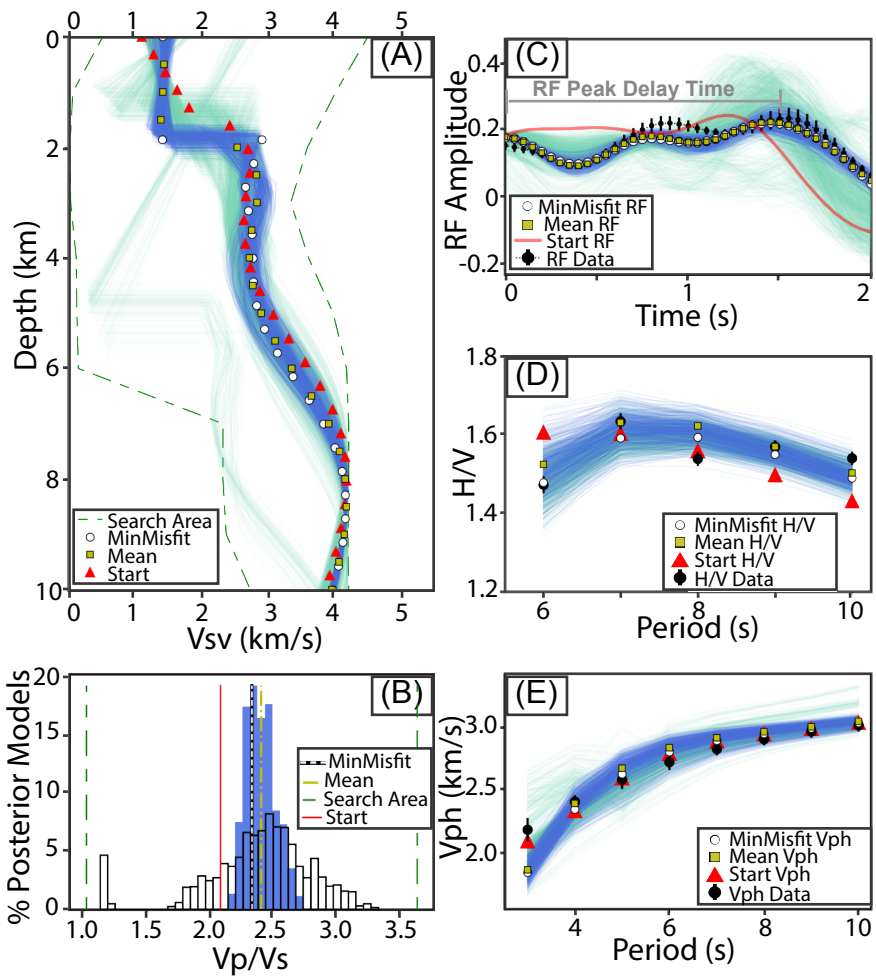 0 1 2 3 4 5
(A)
0
2
4
6
8
10
Depth (km)
Search Area
MinMisfit
Mean
Start
0 1 2 3 4 5
Vsv (km/s)
(B)
20
15
10
5
0
% Posterior Models
MinMisfit
Mean
Search Area
Start
1.0 1.5 2.0 2.5 3.0 3.5
Vp/Vs
(C)
0.4
0.2
0
-0.2
RF Amplitude
RF Peak Delay Time
MinMisfit RF
Mean RF
Start RF
RF Data
0 1 2
Time (s)
(D)
1.8
1.6
1.4
1.2
H/V
MinMisfit H/V
Mean H/V
Start H/V
H/V Data
6 8 10
Period (s)
(E)
3.0
2.5
2.0
Vph (km/s)
MinMisfit Vph
Mean Vph
Start Vph
Vph Data
4 6 8 10
Period (s)